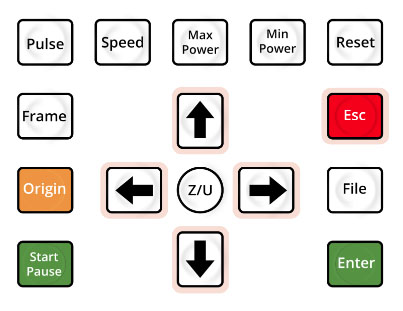 Pulse
Speed
Max
Power
Min
Power
Reset
Frame
Esc
Origin
Z/U
File
Start
Pause
Enter